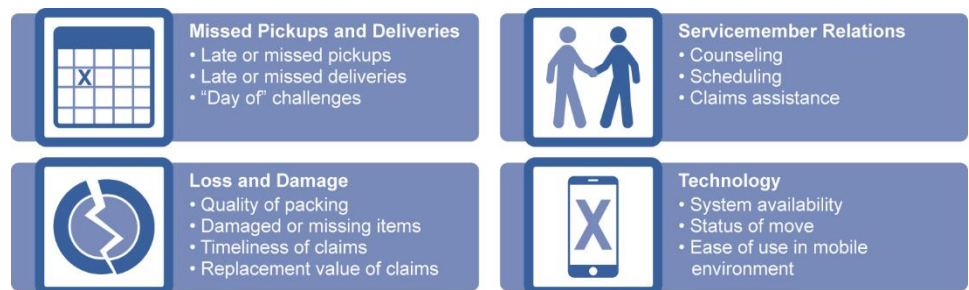 Missed Pickups and Deliveries
• Late or missed pickups
• Late or missed deliveries
• “Day of” challenges
X
Servicemember Relations
• Counseling
• Scheduling
• Claims assistance
Loss and Damage
• Quality of packing
• Damaged or missing items
• Timeliness of claims
• Replacement value of claims
X
Technology
• System availability
• Status of move
• Ease of use in mobile
environment